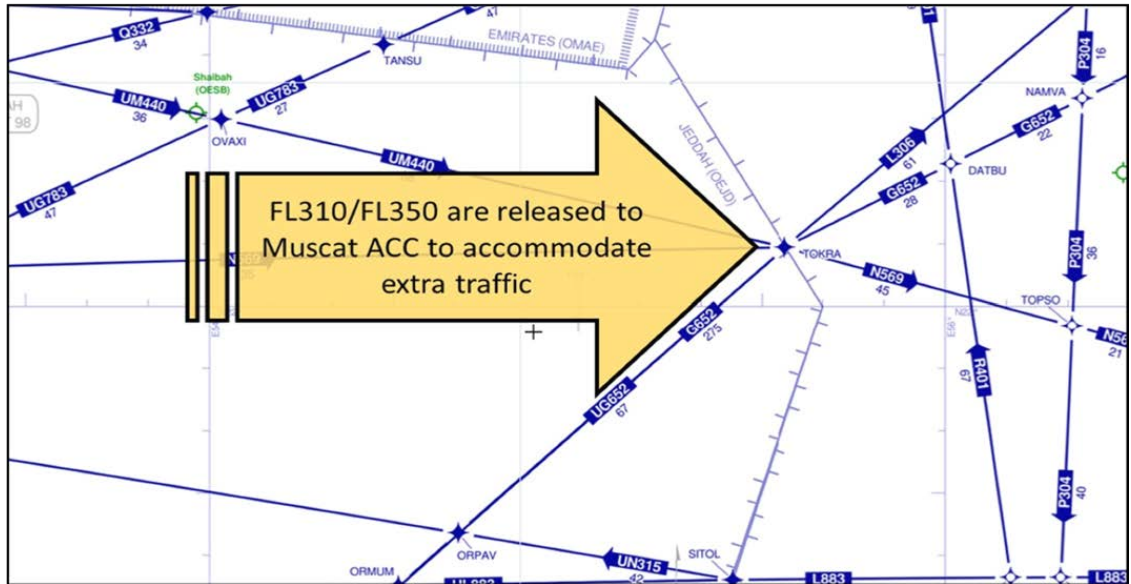 Q332
34
EMIRATES (OMAE)
47
TANSU
Shaibah
(OESB)
UM440
36
UG783
27
OVAXI
UM440
UG783
47
98
JEDDAH (OEJD)
P304
16
NAMVA
G652
22
L306
61
G652
28
DATBU
FL310/FL350 are released to
Muscat ACC to accommodate
extra traffic
TOKRA
N569
45
P304
36
TOPSO
21
G652
275
UG652
67
R401
67
P304
40
ORPAV
ORMUM
UN315
42
SITOL
L883
L883